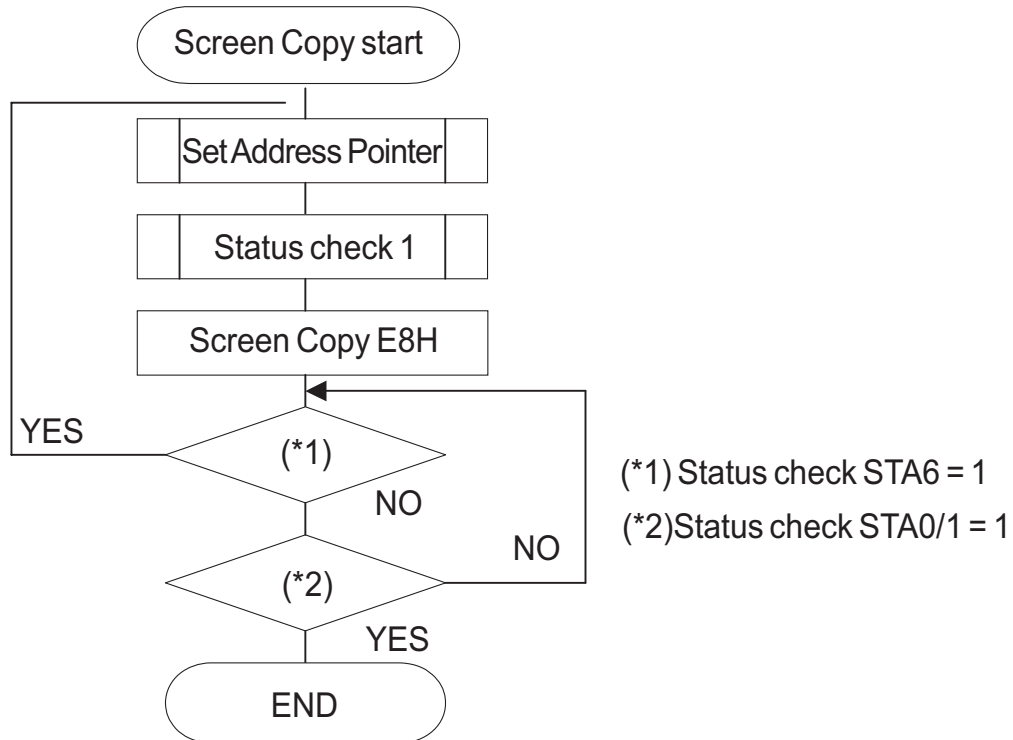 Screen Copy start
Set Address Pointer
Status check 1
Screen Copy E8H
YES
(*1)
NO
(*1) Status check STA6 = 1
(*2)Status check STA0/1 = 1
NO
(*2)
YES
END